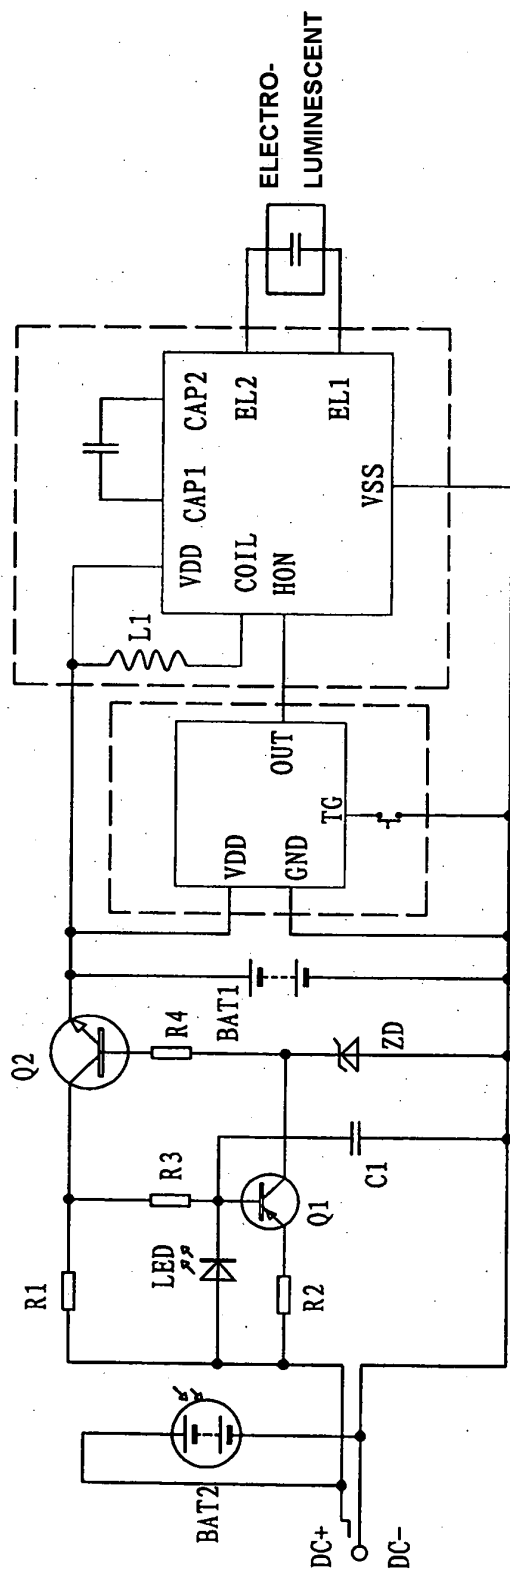 DC+
DC-
BAT2
R1
LED
R2
R3
Q1
C1
Q2
R4
BAT1
ZD
VDD
GND
OUT
TG
L1
VDD
CAP1
CAP2
COIL
HON
EL2
EL1
VSS
ELECTRO-
LUMINESCENT